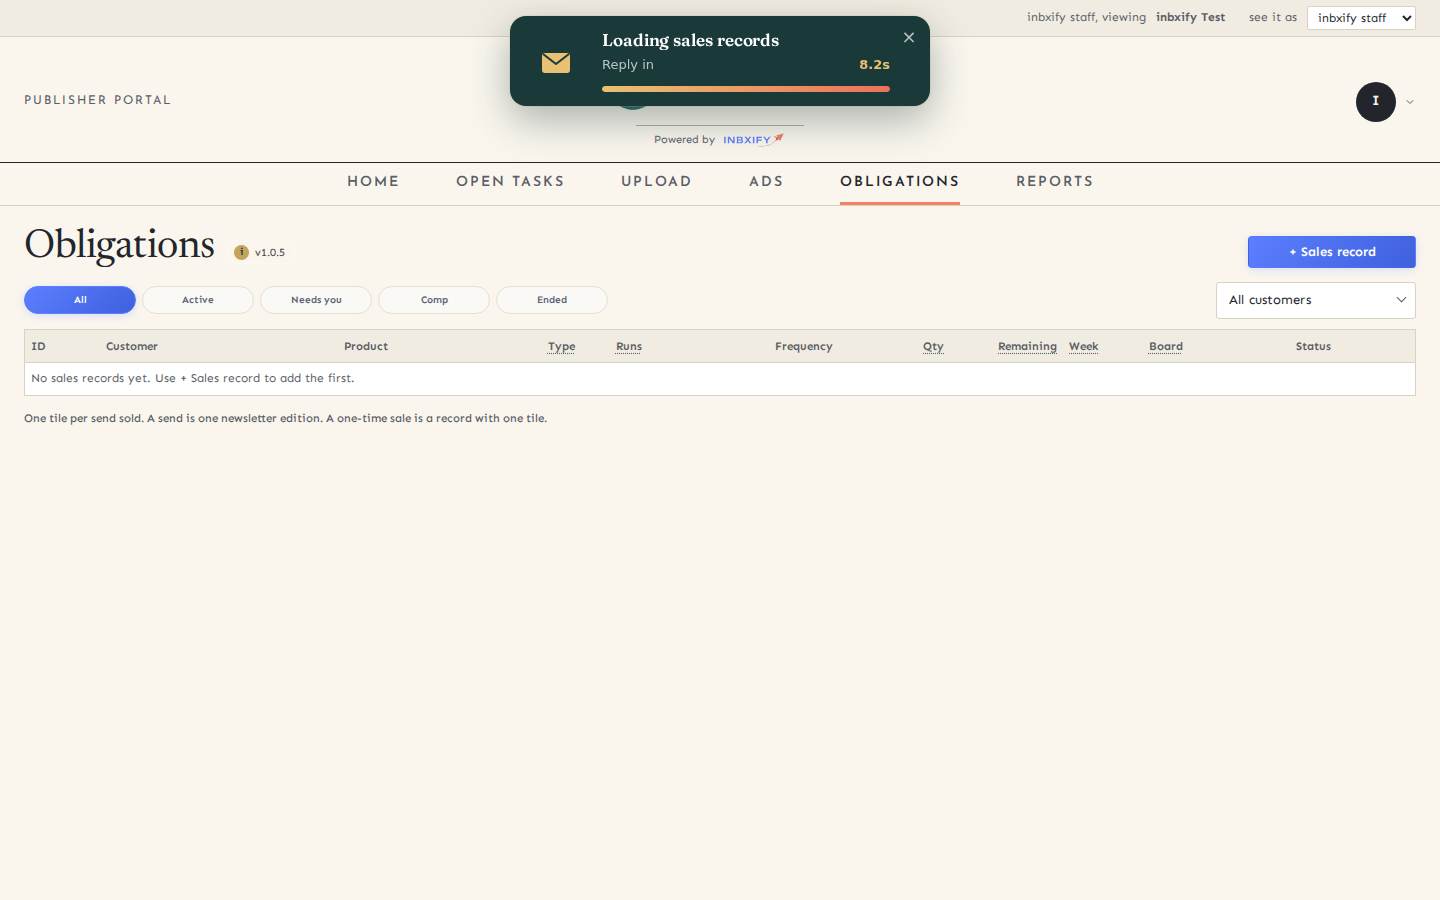 inbxify staff, viewing inbxify Test see it as inbxify staff
Loading sales records
Reply in 8.2s
PUBLISHER PORTAL
I
Powered by INBXIFY
HOME OPEN TASKS UPLOAD ADS OBLIGATIONS REPORTS
Obligations i v1.0.5
+ Sales record
All Active Needs you Comp Ended All customers
ID Customer Product Type Runs Frequency Qty Remaining Week Board Status
No sales records yet. Use + Sales record to add the first.
One tile per send sold. A send is one newsletter edition. A one-time sale is a record with one tile.